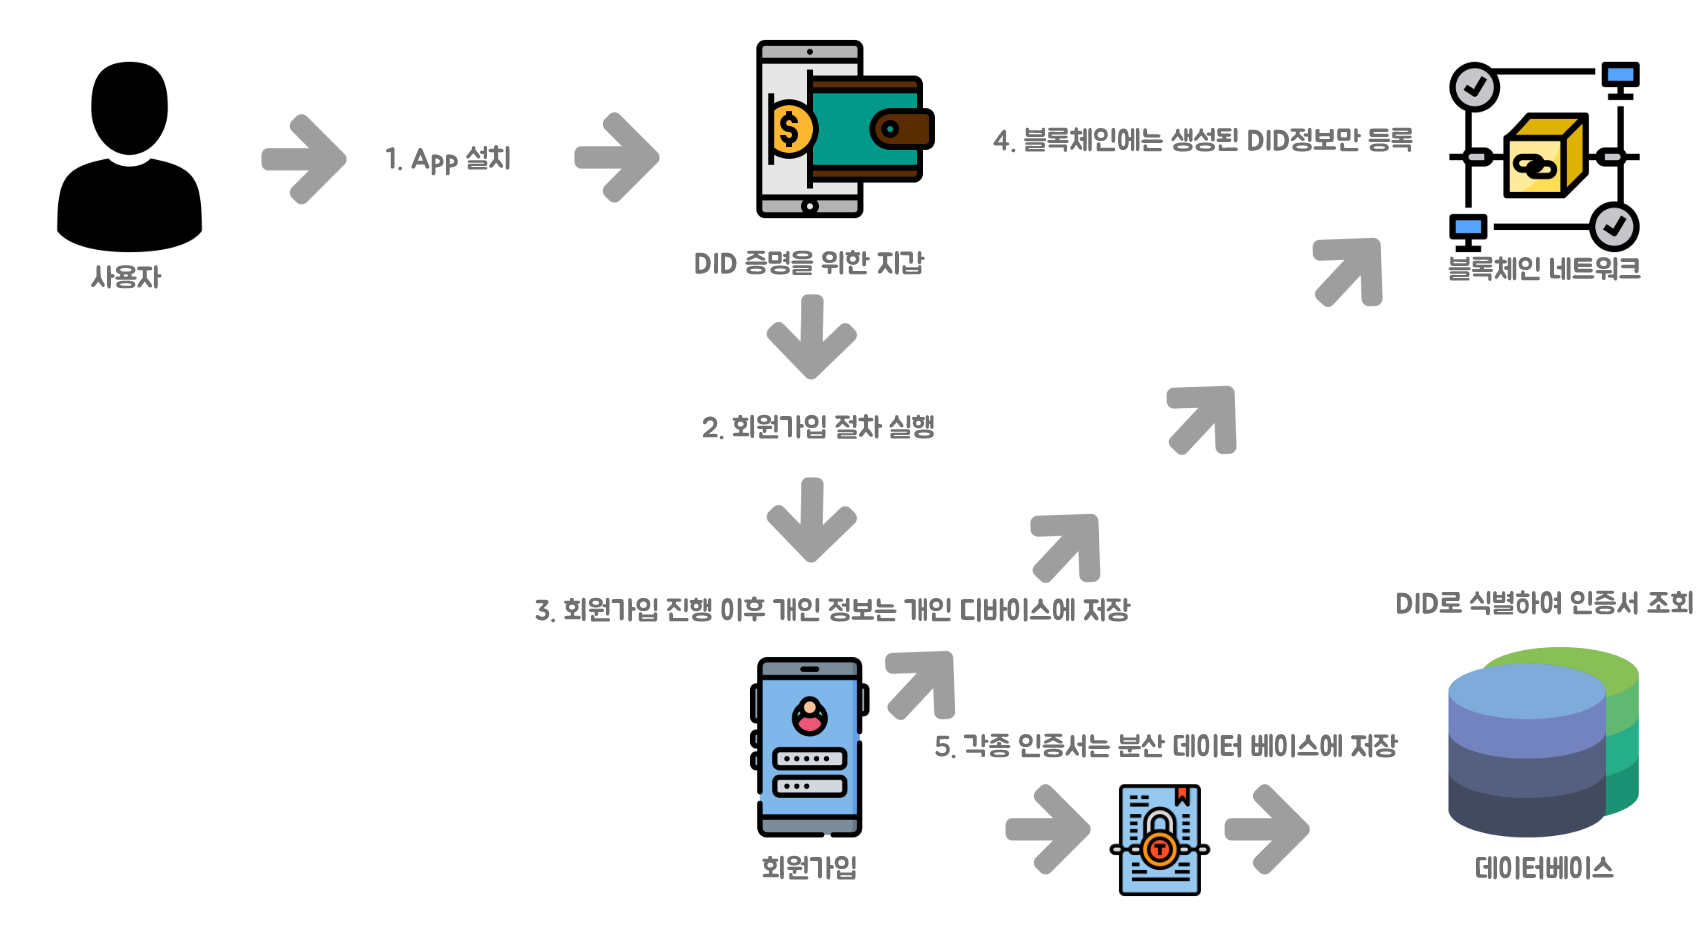 사용자
1. App 설치
DID 증명을 위한 지갑
4. 블록체인에는 생성된 DID정보만 등록
블록체인 네트워크
2. 회원가입 절차 실행
3. 회원가입 진행 이후 개인 정보는 개인 디바이스에 저장
DID로 식별하여 인증서 조회
5. 각종 인증서는 분산 데이터 베이스에 저장
회원가입
T
데이터베이스